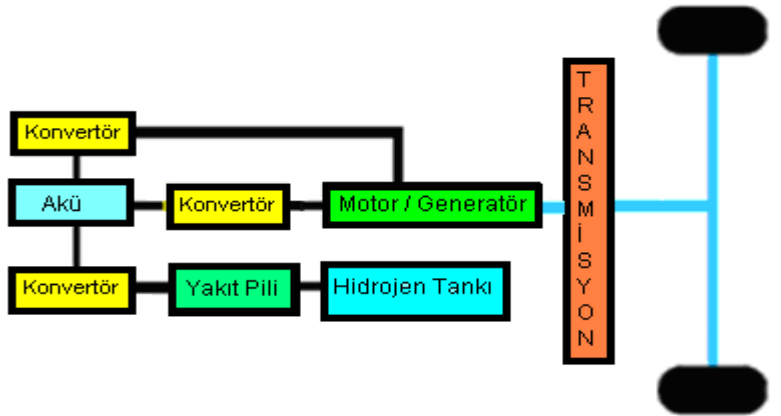 Konvertör
Akü
Konvertör
Motor / Generatör
Konvertör
Yakıt Pili
Hidrojen Tankı
TRANSMİSYON